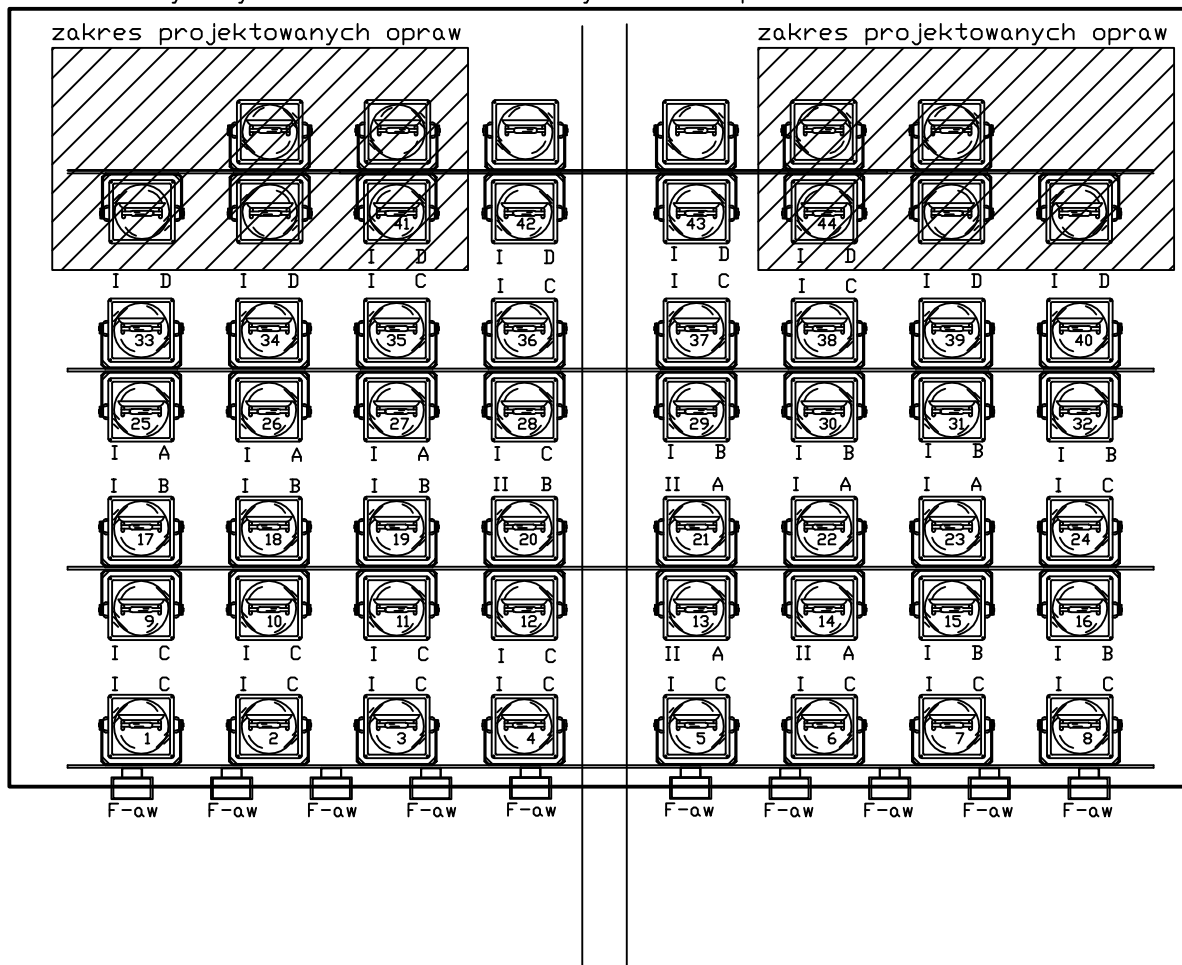 zakres projektowanych opraw zakres projektowanych opraw
41 42 43 44
I D I D I D I D
I D I D I C I C I C I C I D I D
33 34 35 36 37 38 39 40
25 26 27 28 29 30 31 32
I A I A I A I C I B I B I B I B
I B I B I B II B II A I A I A I C
17 18 19 20 21 22 23 24
9 10 11 12 13 14 15 16
I C I C I C I C II A II A I B I B
I C I C I C I C I C I C I C I C
1 2 3 4 5 6 7 8
F-aw F-aw F-aw F-aw F-aw F-aw F-aw F-aw F-aw F-aw